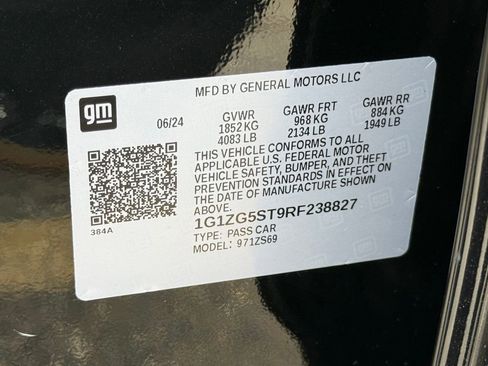 MFD BY GENERAL MOTORS LLC
gm
06/24 GVWR GAWR FRT GAWR RR
1852 KG 968 KG 884 KG
4083 LB 2134 LB 1949 LB
THIS VEHICLE CONFORMS TO ALL
APPLICABLE U.S. FEDERAL MOTOR
VEHICLE SAFETY, BUMPER, AND THEFT
PREVENTION STANDARDS IN EFFECT ON
THE DATE OF MANUFACTURE SHOWN
ABOVE.
1G1ZG5ST9RF238827
384A
TYPE: PASS CAR
971ZS69